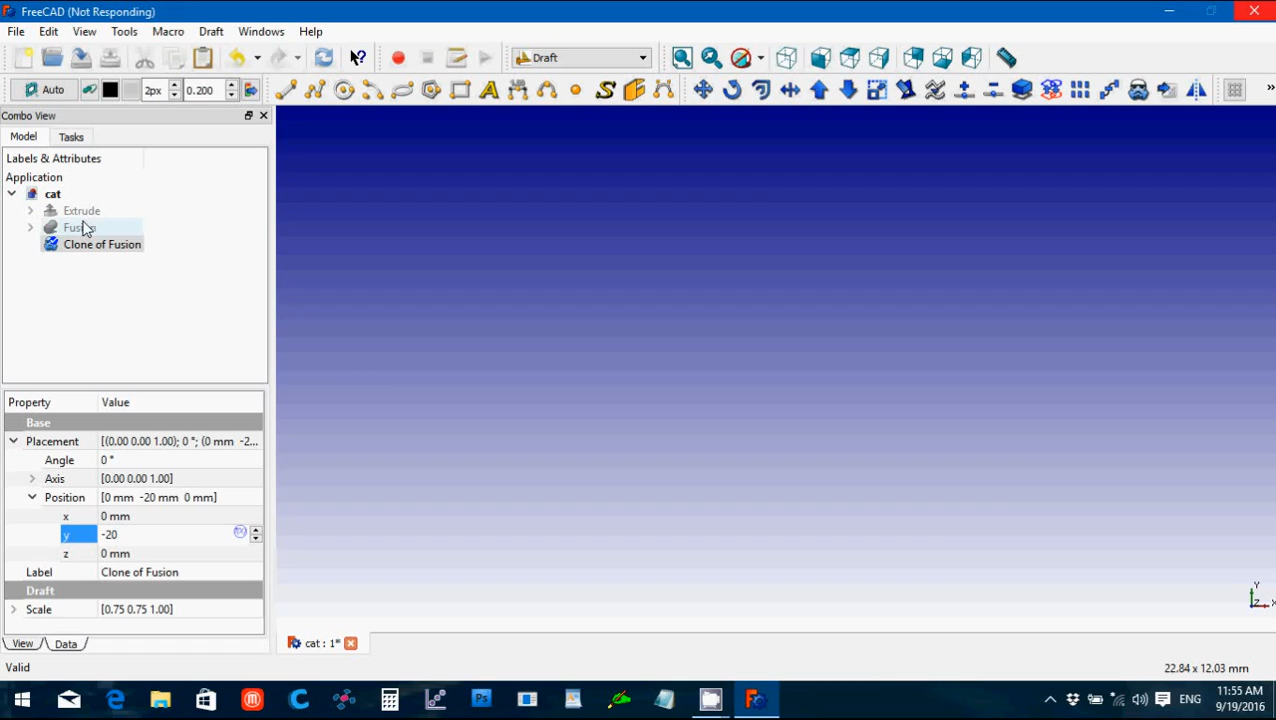 FreeCAD (Not Responding)
File Edit View Tools Macro Draft Windows Help
Draft
Auto 2px 0.200
Combo View
Model Tasks
Labels & Attributes
Application
cat
Extrude
Clone of Fusion
Property Value
Base
Placement [(0.00 0.00 1.00); 0 °; (0 mm -2...
Angle 0 °
Axis [0.00 0.00 1.00]
Position [0 mm -20 mm 0 mm]
x 0 mm
y -20
z 0 mm
Label Clone of Fusion
Draft
Scale [0.75 0.75 1.00]
View Data
cat : 1*
Y
Z
X
Valid
22.84 x 12.03 mm
ENG
11:55 AM
9/19/2016